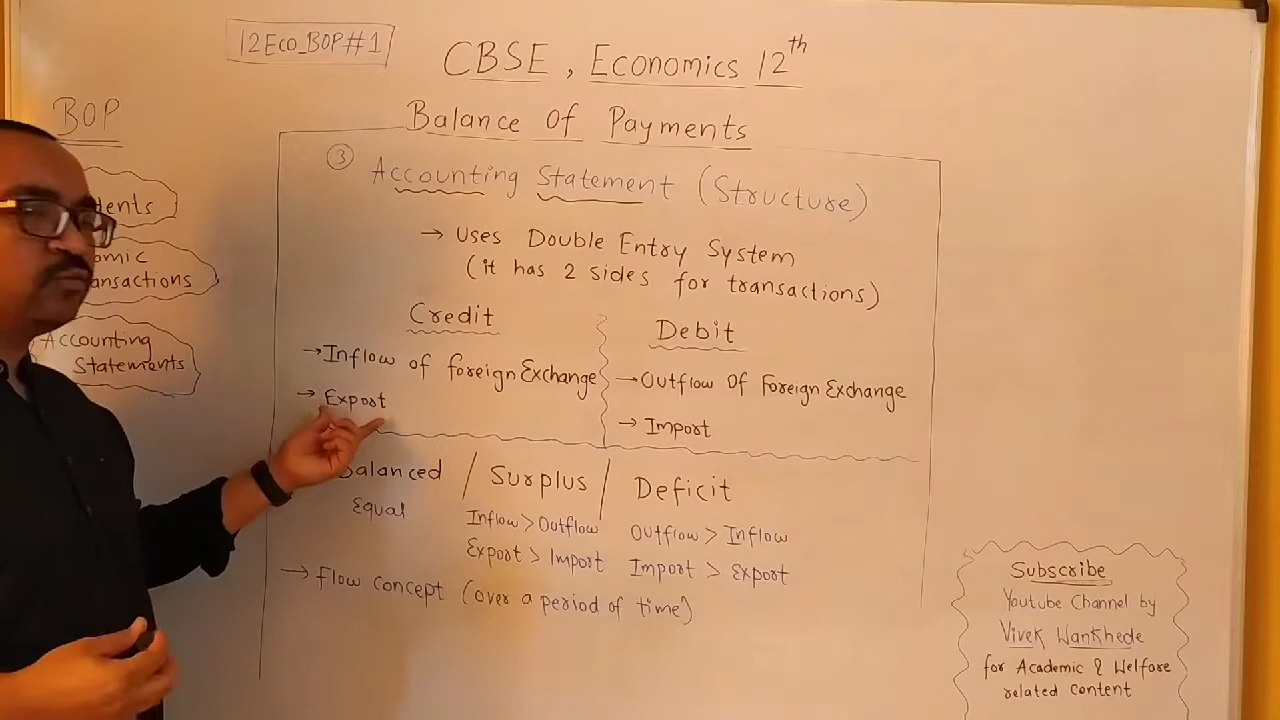 12Eco_BOP#1
CBSE, Economics 12th
BOP
Balance Of Payments
③ Accounting Statement (Structure)
→ Uses Double Entry System
(it has 2 sides for transactions)
Accounting
Statements
Credit
→Inflow of foreign Exchange
→ Export
Debit
→Outflow Of Foreign Exchange
→ Import
Balanced / Surplus / Deficit
Equal
Inflow > Outflow
Export > Import
Outflow > Inflow
Import > Export
→ Flow concept (over a period of time)
Subscribe
Youtube Channel by
Vivek Wankhede
for Academic & Welfare
related content